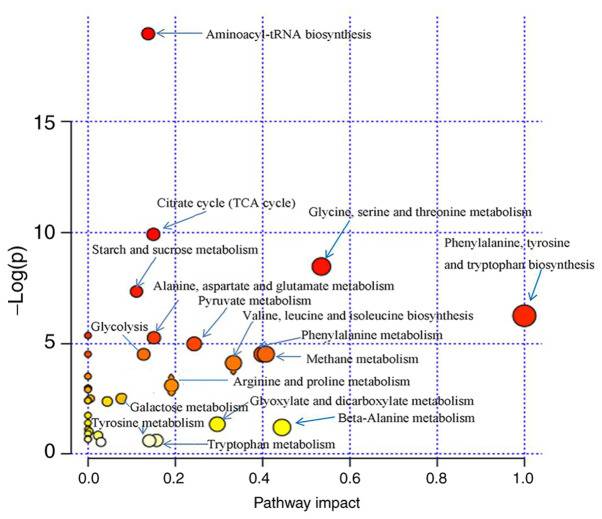 Aminoacyl-tRNA biosynthesis
15
Citrate cycle (TCA cycle)
Glycine, serine and threonine metabolism
10
Phenylalanine, tyrosine
and tryptophan biosynthesis
Starch and sucrose metabolism
Alanine, aspartate and glutamate metabolism
Pyruvate metabolism
Valine, leucine and isoleucine biosynthesis
Glycolysis
Phenylalanine metabolism
5
Methane metabolism
Arginine and proline metabolism
Galactose metabolism
Glyoxylate and dicarboxylate metabolism
Tyrosine metabolism
Beta-Alanine metabolism
Tryptophan metabolism
0
−Log(p)
0.0 0.2 0.4 0.6 0.8 1.0
Pathway impact